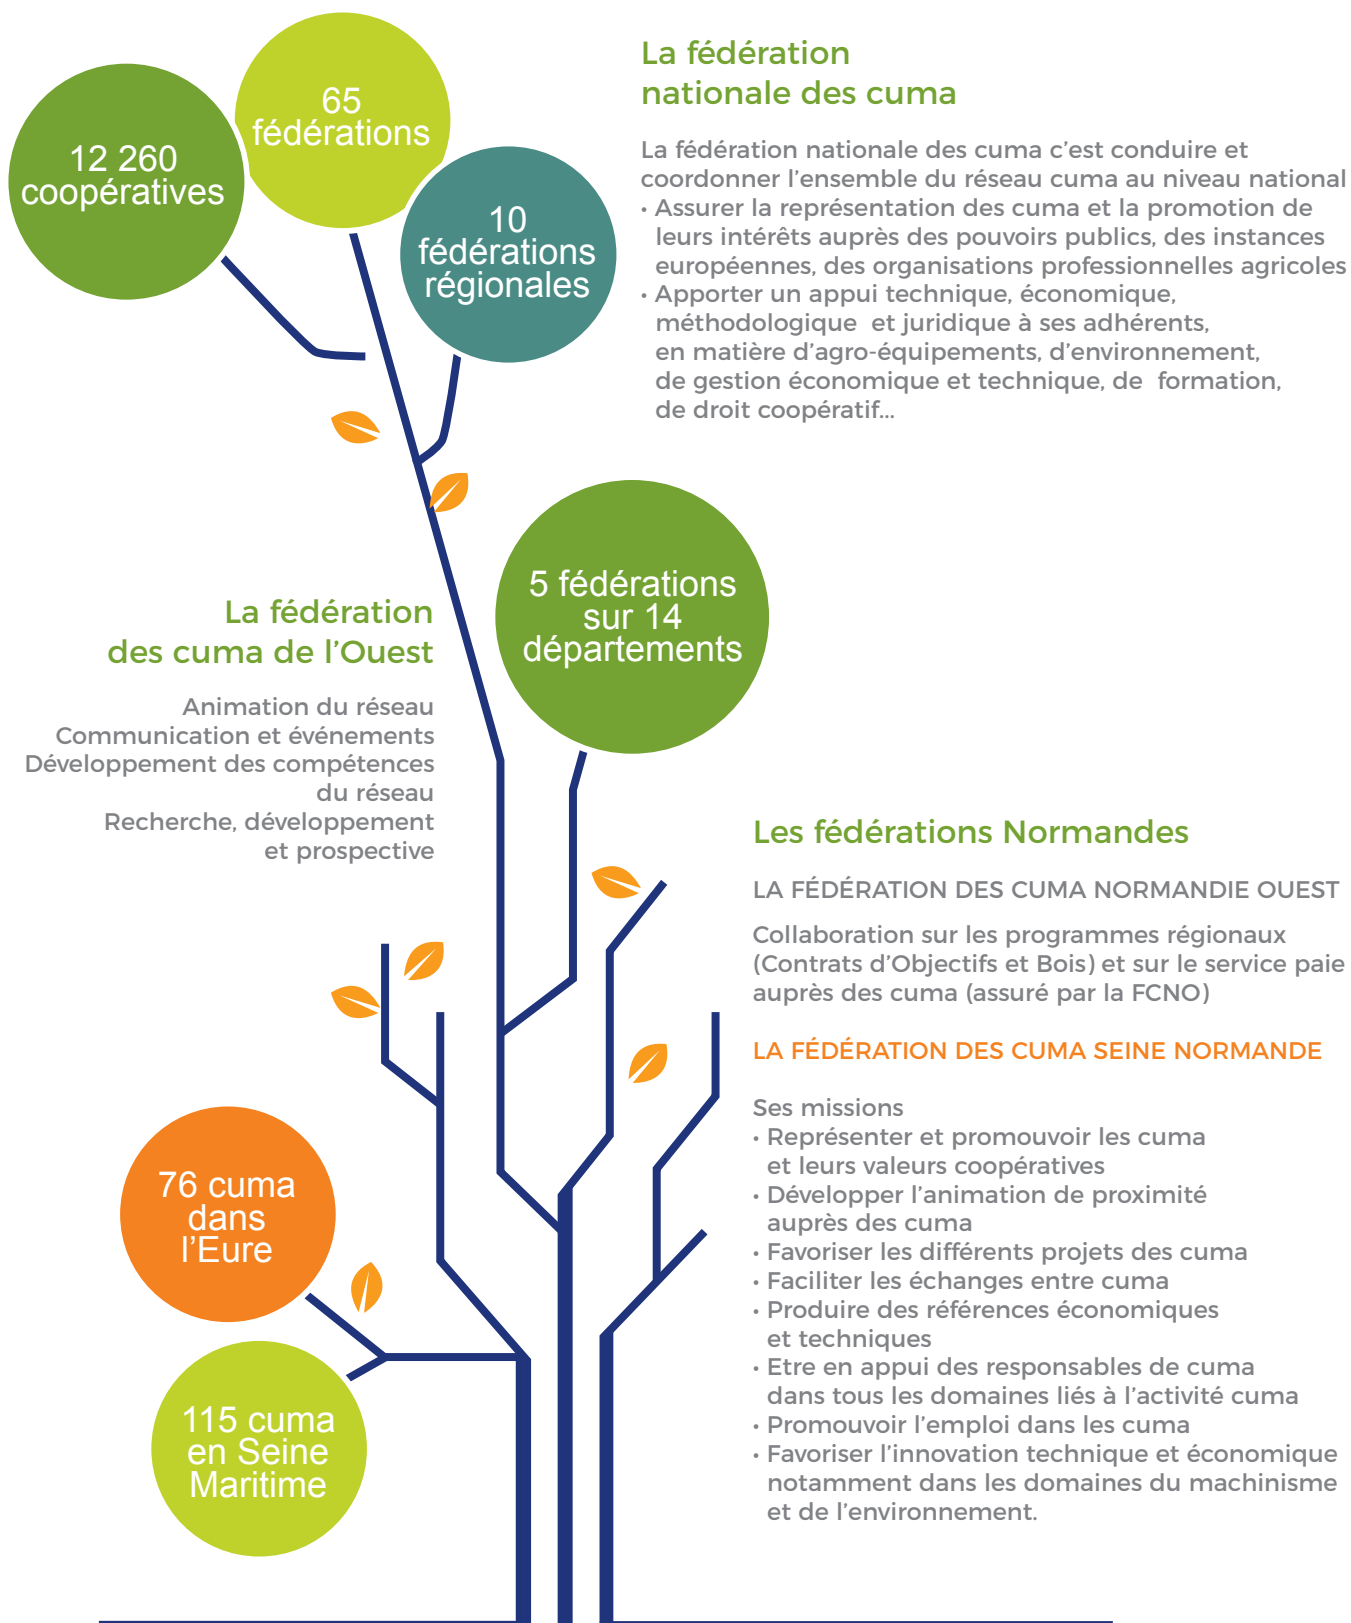 12 260
coopératives
65
fédérations
10
fédérations
régionales
La fédération
nationale des cuma
La fédération nationale des cuma c’est conduire et
coordonner l’ensemble du réseau cuma au niveau national
• Assurer la représentation des cuma et la promotion de
leurs intérêts auprès des pouvoirs publics, des instances
européennes, des organisations professionnelles agricoles
• Apporter un appui technique, économique,
méthodologique et juridique à ses adhérents,
en matière d’agro-équipements, d’environnement,
de gestion économique et technique, de formation,
de droit coopératif...
5 fédérations
sur 14
départements
La fédération
des cuma de l’Ouest
Animation du réseau
Communication et événements
Développement des compétences
du réseau
Recherche, développement
et prospective
Les fédérations Normandes
LA FÉDÉRATION DES CUMA NORMANDIE OUEST
Collaboration sur les programmes régionaux
(Contrats d’Objectifs et Bois) et sur le service paie
auprès des cuma (assuré par la FCNO)
LA FÉDÉRATION DES CUMA SEINE NORMANDE
Ses missions
• Représenter et promouvoir les cuma
et leurs valeurs coopératives
• Développer l’animation de proximité
auprès des cuma
• Favoriser les différents projets des cuma
• Faciliter les échanges entre cuma
• Produire des références économiques
et techniques
• Etre en appui des responsables de cuma
dans tous les domaines liés à l’activité cuma
• Promouvoir l’emploi dans les cuma
• Favoriser l’innovation technique et économique
notamment dans les domaines du machinisme
et de l’environnement.
76 cuma
dans
l’Eure
115 cuma
en Seine
Maritime